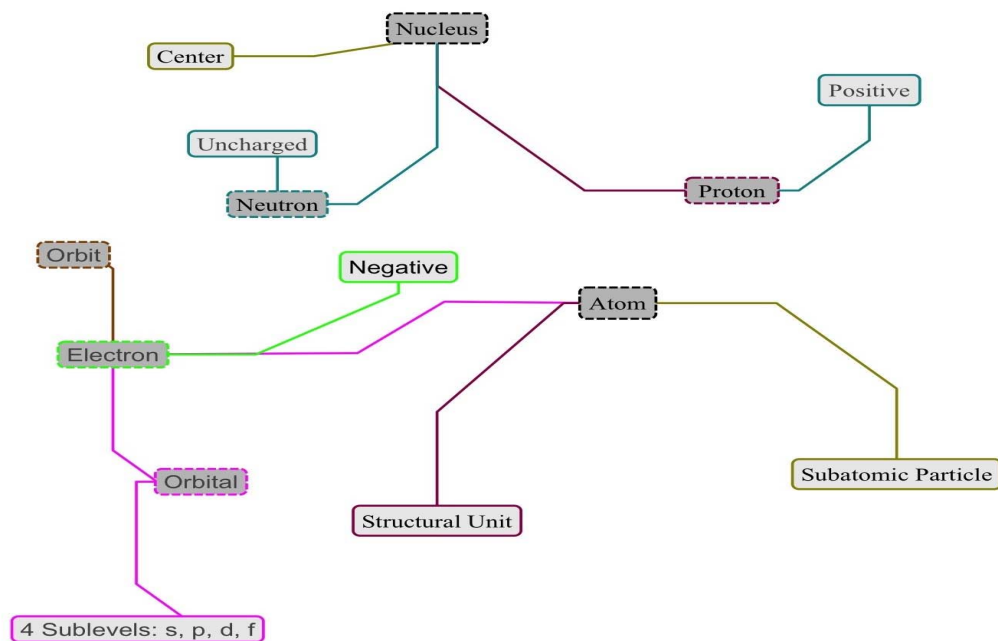 Nucleus
Center
Positive
Uncharged
Proton
Neutron
Orbit
Negative
Atom
Electron
Subatomic Particle
Orbital
Structural Unit
4 Sublevels: s, p, d, f